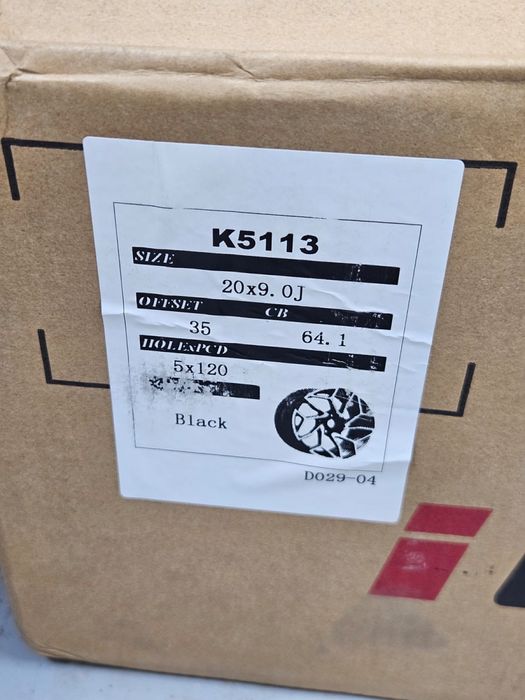 K5113
SIZE
20x9.0J
OFFSET CB
35 64.1
HOLExPCD
5x120
Black
D029-04